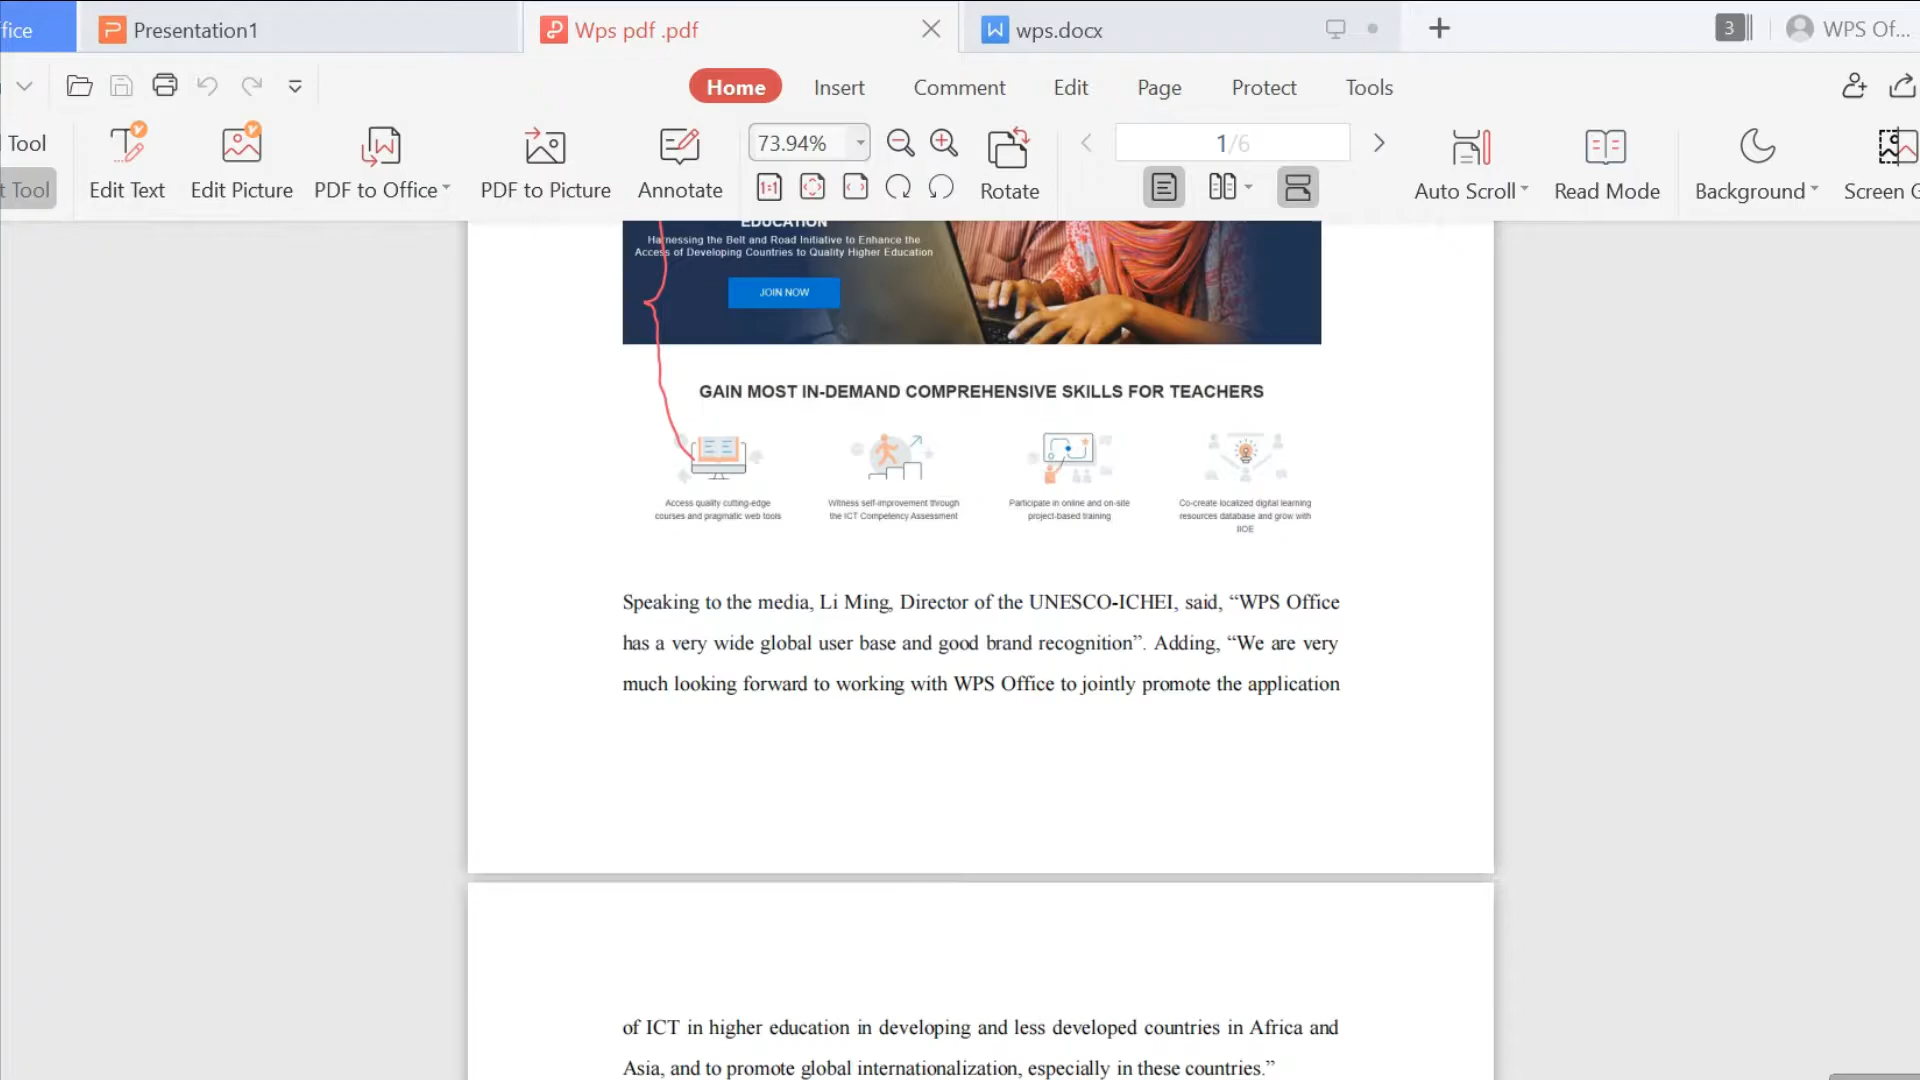 fice
Presentation1
Wps pdf .pdf
wps.docx
3
WPS Of...
Home
Insert
Comment
Edit
Page
Protect
Tools
Tool
t Tool
Edit Text
Edit Picture
PDF to Office
PDF to Picture
Annotate
73.94%
1:1
Rotate
1/6
Auto Scroll
Read Mode
Background
Screen G
EDUCATION
Harnessing the Belt and Road Initiative to Enhance the
Access of Developing Countries to Quality Higher Education
JOIN NOW
GAIN MOST IN-DEMAND COMPREHENSIVE SKILLS FOR TEACHERS
Access quality cutting-edge
courses and pragmatic web tools
Witness self-improvement through
the ICT Competency Assessment
Participate in online and on-site
project-based training
Co-create localized digital learning
resources database and grow with
IIOE
Speaking to the media, Li Ming, Director of the UNESCO-ICHEI, said, “WPS Office
has a very wide global user base and good brand recognition”. Adding, “We are very
much looking forward to working with WPS Office to jointly promote the application
of ICT in higher education in developing and less developed countries in Africa and
Asia, and to promote global internationalization, especially in these countries.”